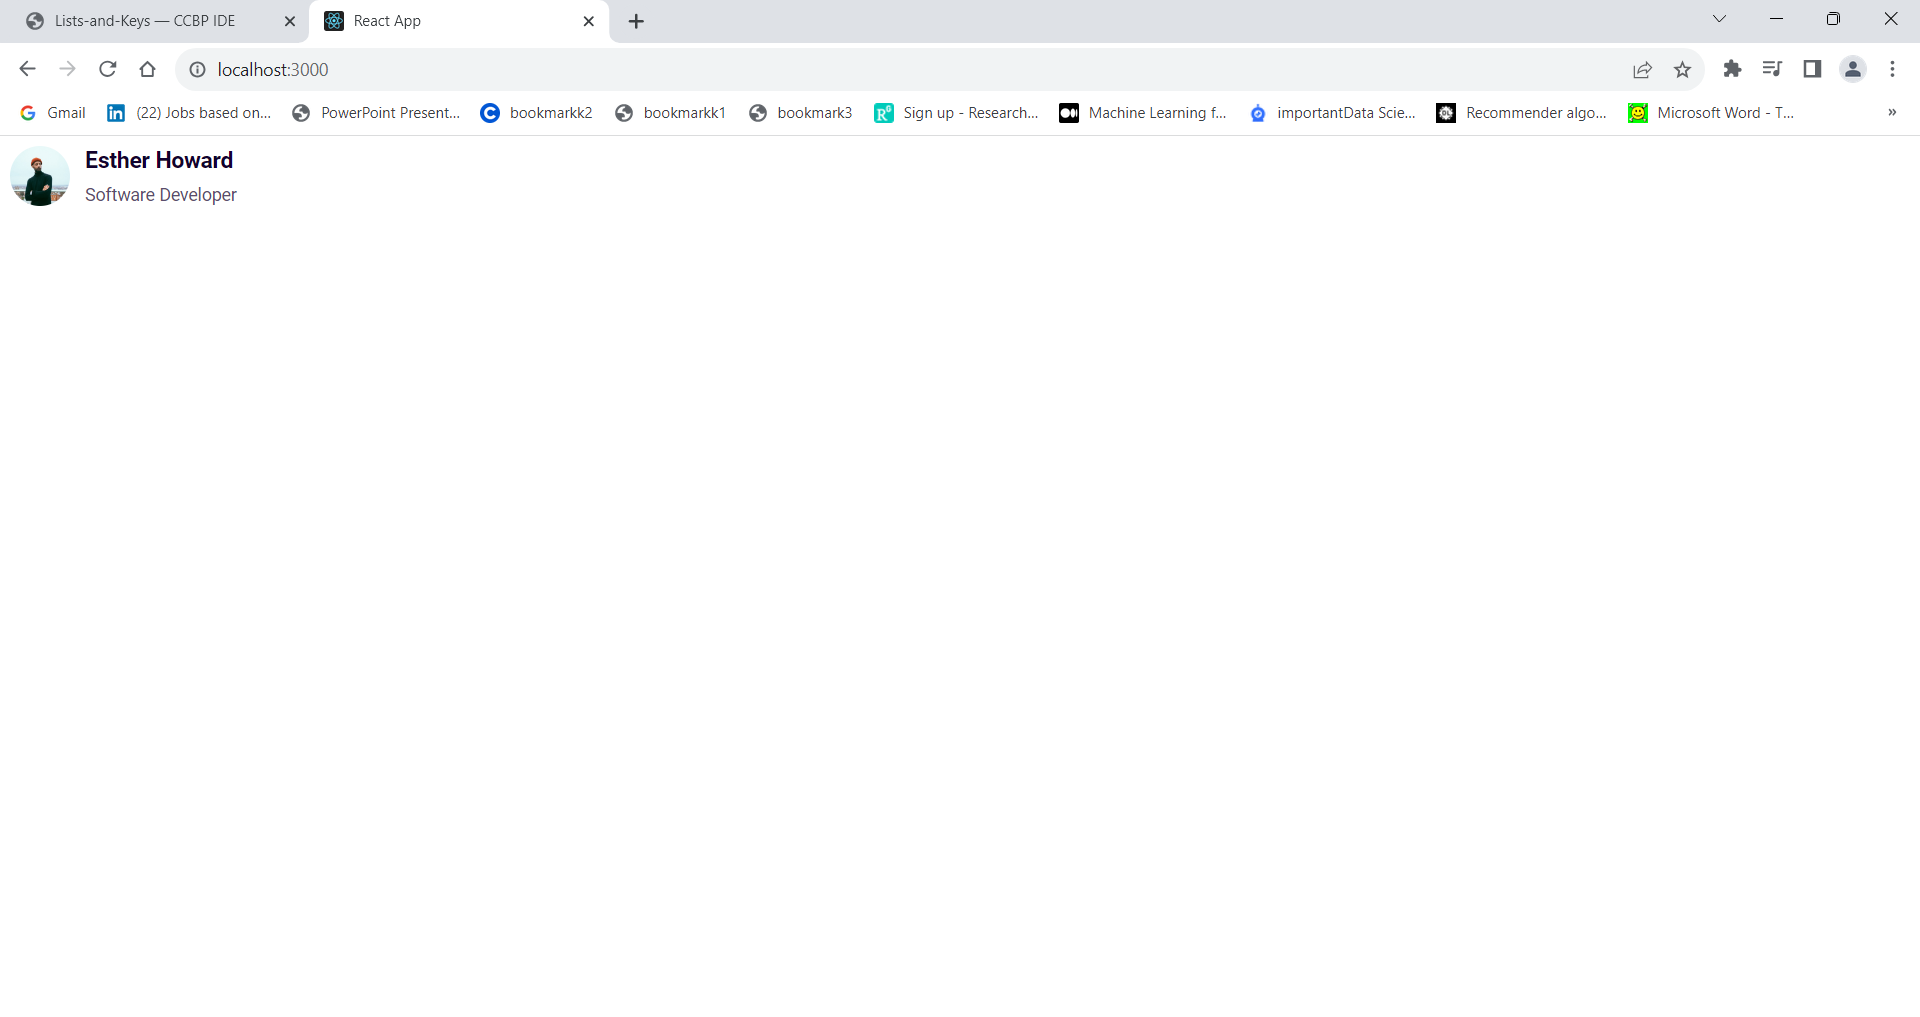 Lists-and-Keys — CCBP IDE
React App
localhost:3000
Gmail
(22) Jobs based on...
PowerPoint Present...
bookmarkk2
bookmarkk1
bookmark3
Sign up - Research...
Machine Learning f...
importantData Scie...
Recommender algo...
Microsoft Word - T...
»
Esther Howard
Software Developer